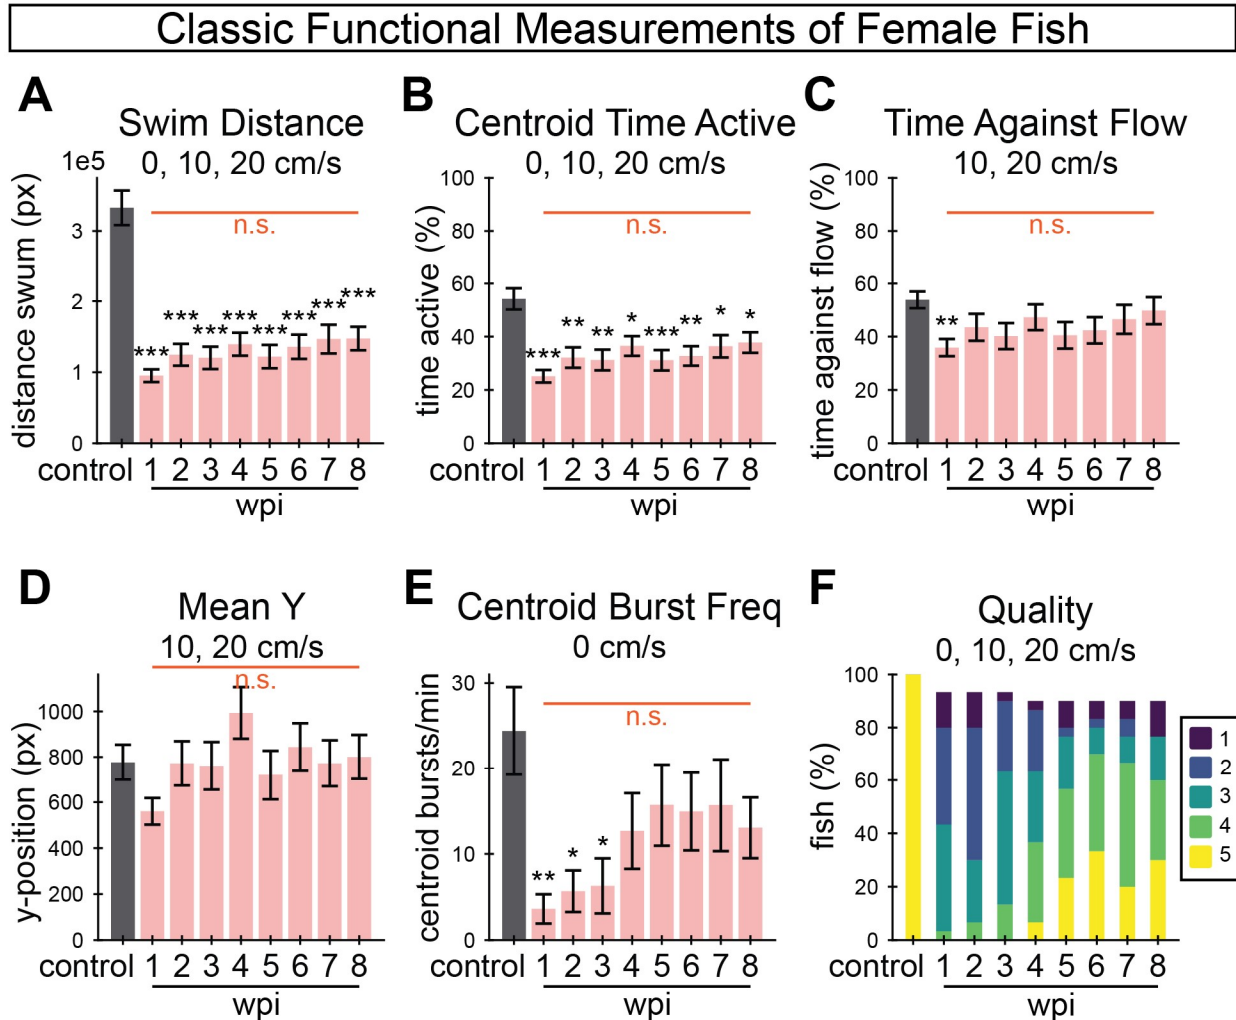 Classic Functional Measurements of Female Fish
A
Swim Distance
0, 10, 20 cm/s
1e5
distance swum (px)
3
2
1
0
n.s.
***
***
***
***
***
***
***
***
control 1 2 3 4 5 6 7 8
wpi
B
Centroid Time Active
0, 10, 20 cm/s
time active (%)
100
80
60
40
20
0
n.s.
***
**
**
*
***
**
*
*
control 1 2 3 4 5 6 7 8
wpi
C
Time Against Flow
10, 20 cm/s
time against flow (%)
100
80
60
40
20
0
n.s.
**
control 1 2 3 4 5 6 7 8
wpi
D
Mean Y
10, 20 cm/s
y-position (px)
1000
800
600
400
200
0
n.s.
control 1 2 3 4 5 6 7 8
wpi
E
Centroid Burst Freq
0 cm/s
centroid bursts/min
30
20
10
0
n.s.
**
*
*
control 1 2 3 4 5 6 7 8
wpi
F
Quality
0, 10, 20 cm/s
fish (%)
100
80
60
40
20
0
control 1 2 3 4 5 6 7 8
wpi
1
2
3
4
5